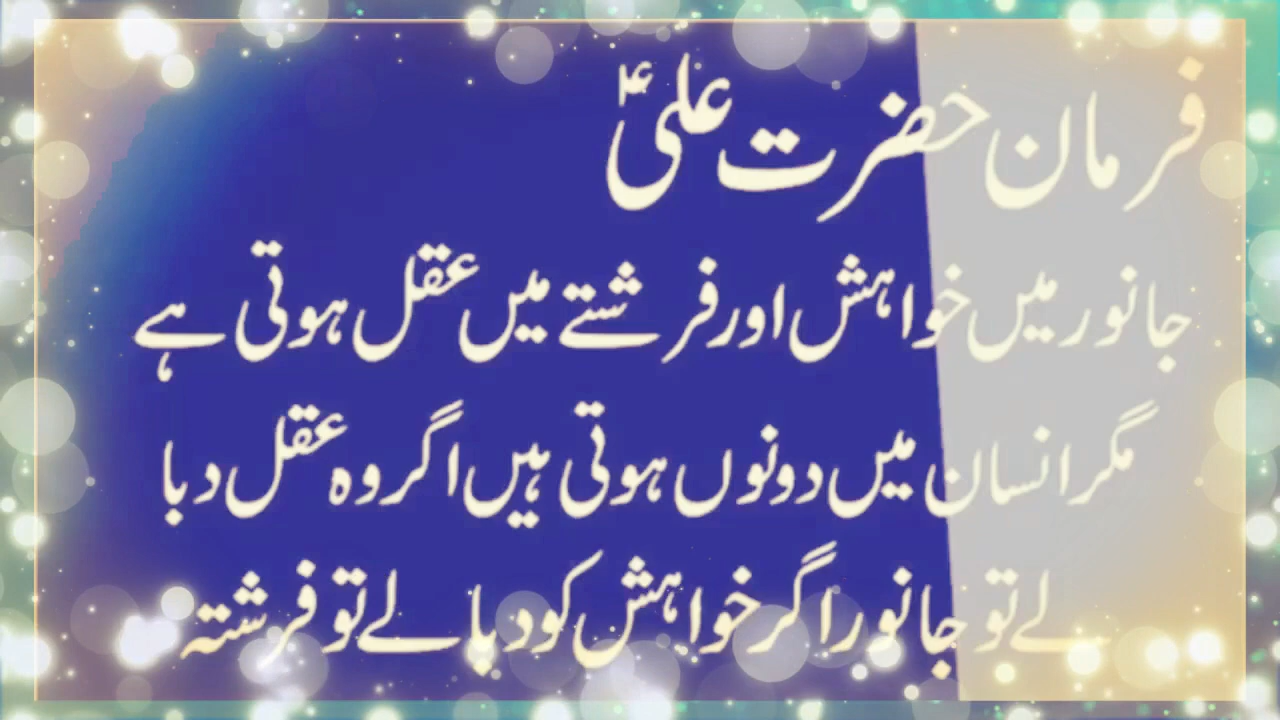 فرمان حضرت علیؑ
جانور میں خواہش اور فرشتے میں عقل ہوتی ہے
مگر انسان میں دونوں ہوتی ہیں اگر وہ عقل دبا
لے تو جانور اگر خواہش کو دپا لے تو فرشتہ